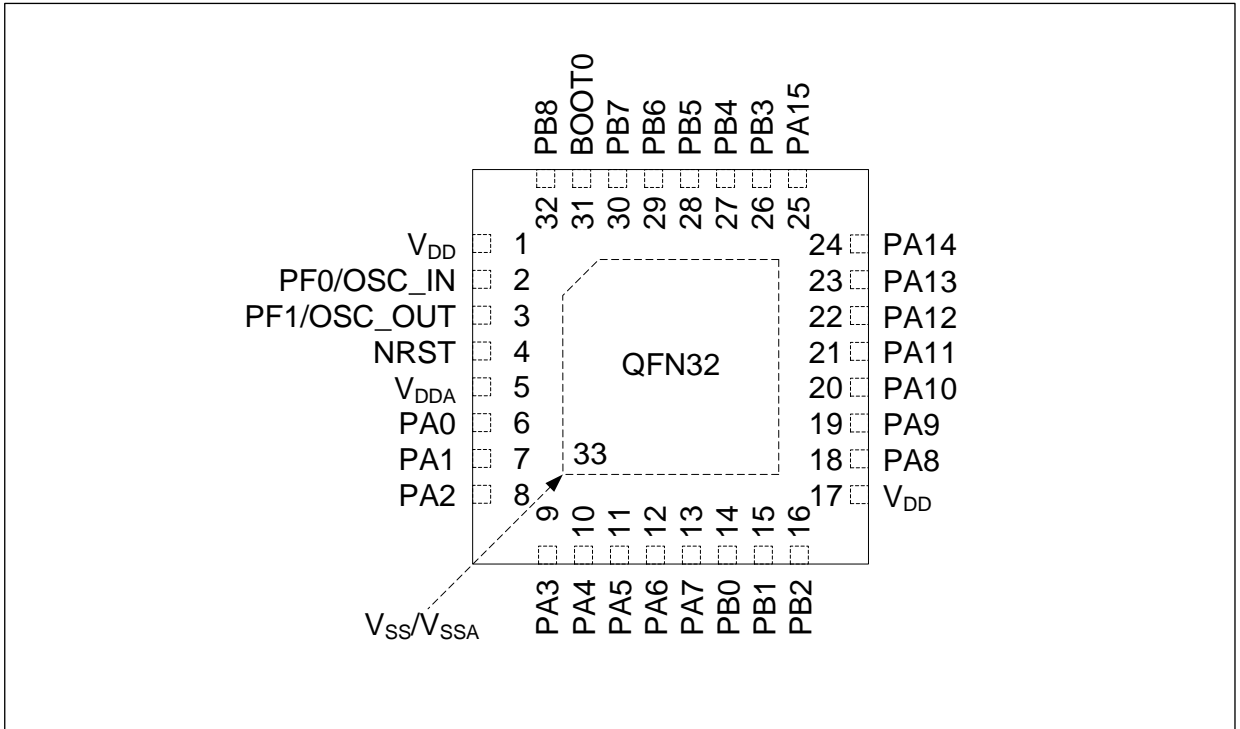 PB8
BOOT0
PB7
PB6
PB5
PB4
PB3
PA15
32
31
30
29
28
27
26
25
VDD 1
PF0/OSC_IN 2
PF1/OSC_OUT 3
NRST 4
VDDA 5
PA0 6
PA1 7
PA2 8
QFN32
33
24 PA14
23 PA13
22 PA12
21 PA11
20 PA10
19 PA9
18 PA8
17 VDD
9
10
11
12
13
14
15
16
PA3
PA4
PA5
PA6
PA7
PB0
PB1
PB2
VSS/VSSA